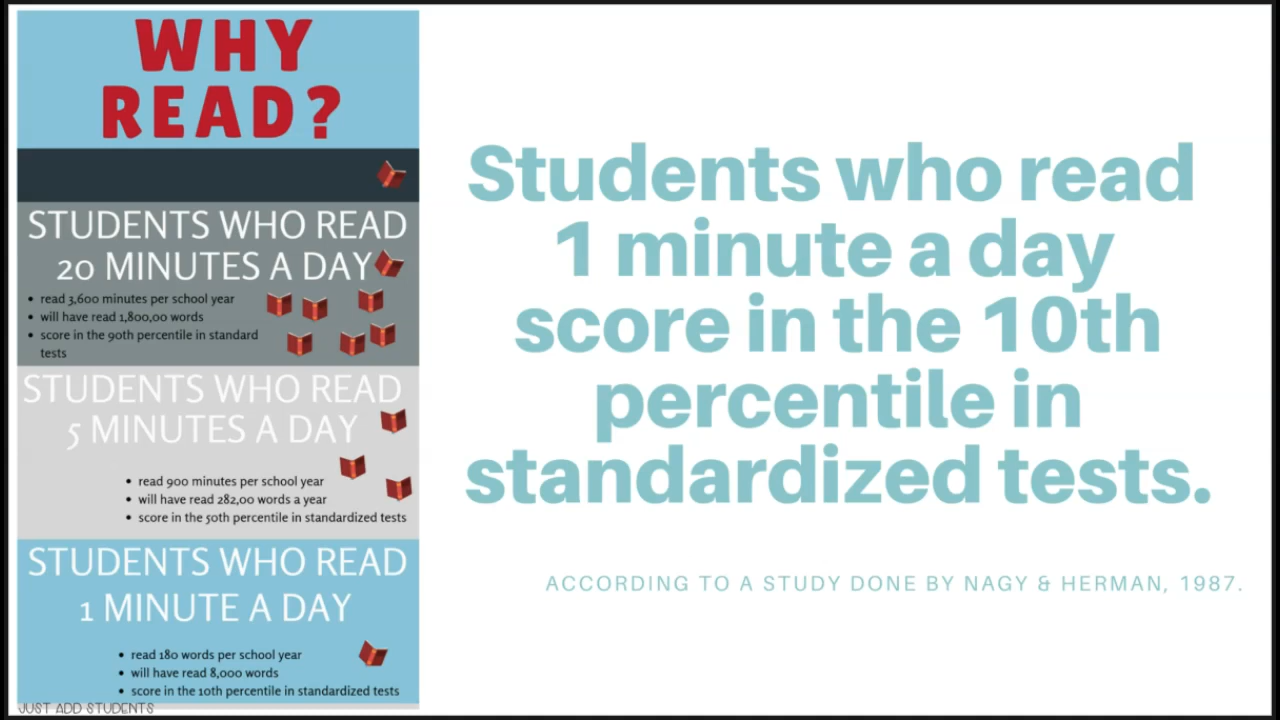 WHY
READ?
STUDENTS WHO READ
20 MINUTES A DAY
• read 3,600 minutes per school year
• will have read 1,800,00 words
• score in the 90th percentile in standard
tests
STUDENTS WHO READ
5 MINUTES A DAY
• read 900 minutes per school year
• will have read 282,00 words a year
• score in the 50th percentile in standardized tests
STUDENTS WHO READ
1 MINUTE A DAY
• read 180 words per school year
• will have read 8,000 words
• score in the 10th percentile in standardized tests
JUST ADD STUDENTS
Students who read
1 minute a day
score in the 10th
percentile in
standardized tests.
ACCORDING TO A STUDY DONE BY NAGY & HERMAN, 1987.